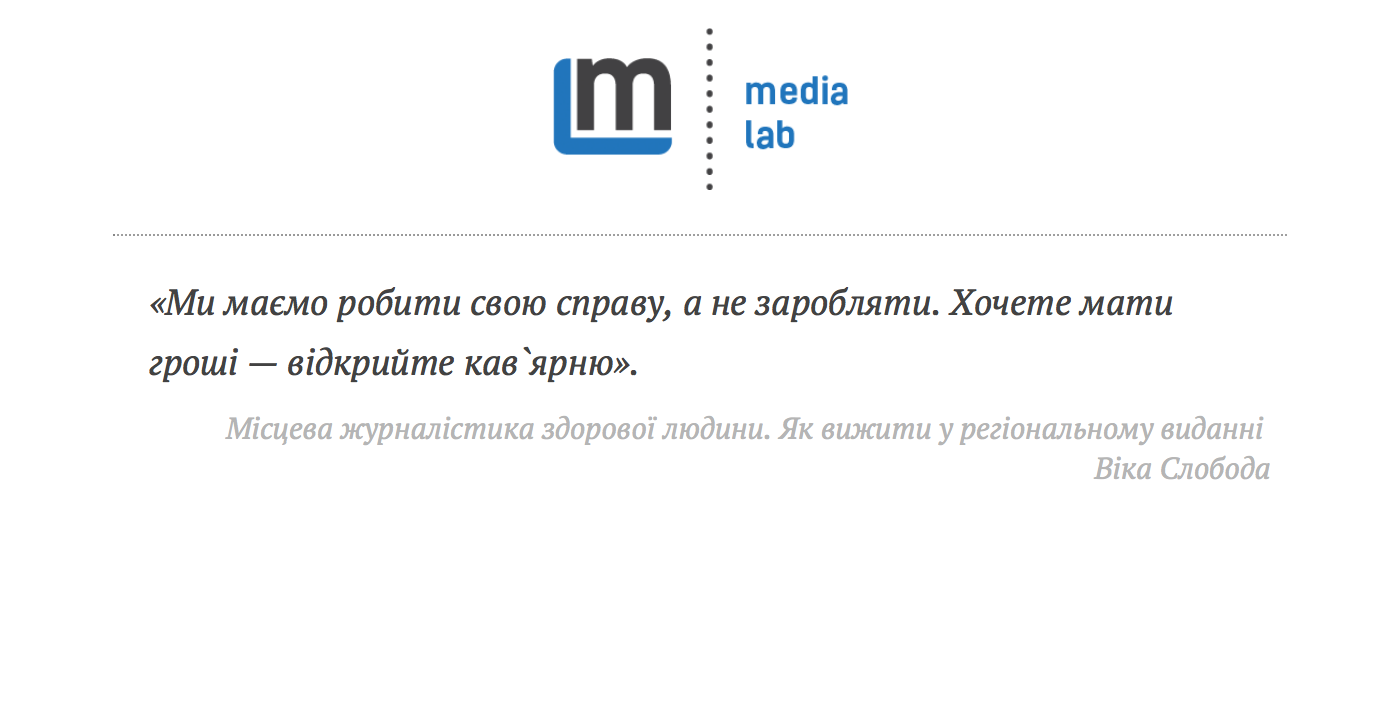 m
media
lab
«Ми маємо робити свою справу, а не заробляти. Хочете мати
гроші — відкрийте кав`ярню».
Місцева журналістика здорової людини. Як вижити у регіональному виданні
Віка Слобода